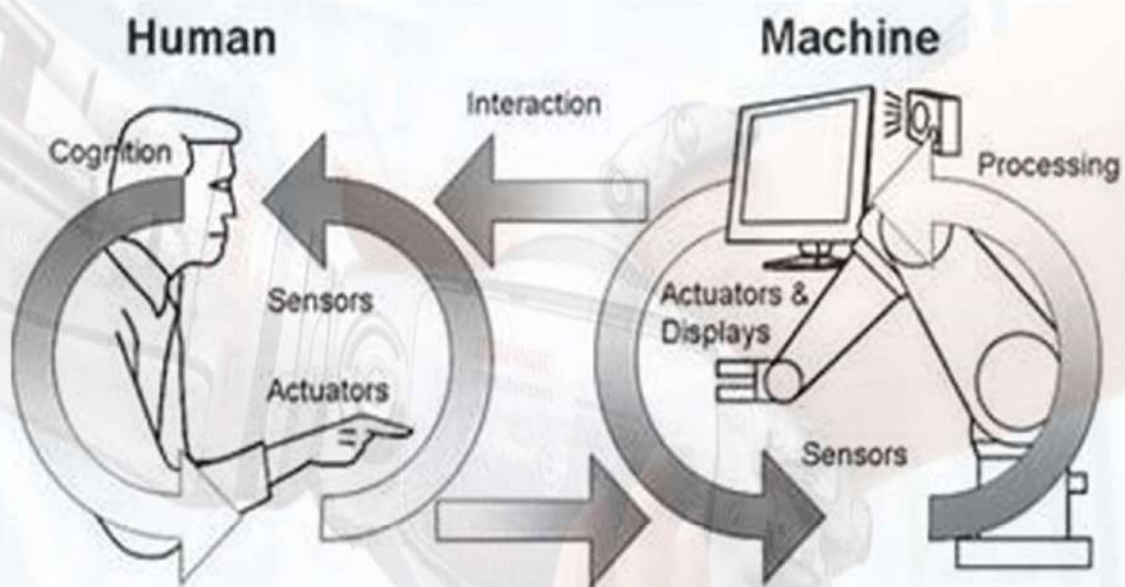 Human
Machine
Interaction
Cognition
Processing
Sensors
Actuators &
Displays
Actuators
Sensors